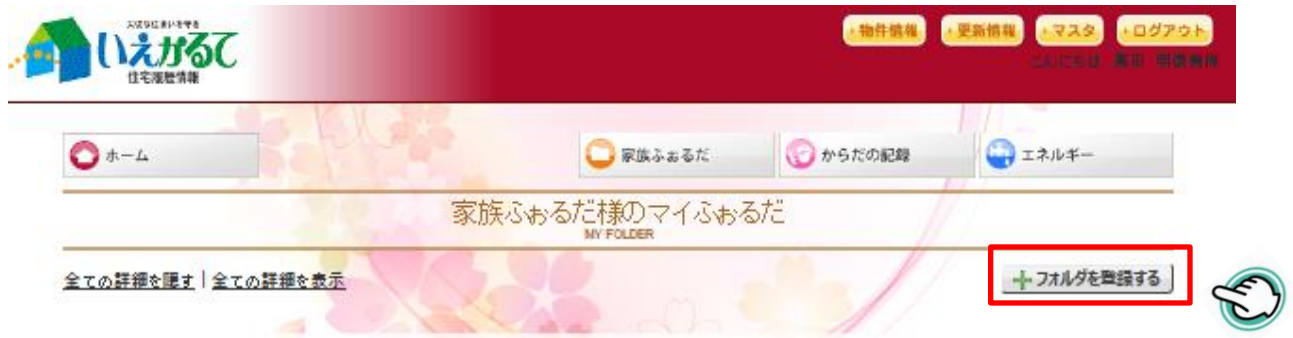 大切な住まいを守る
いえかるて
住宅履歴情報
物件情報 更新情報 マスタ ログアウト
こんにちは
ホーム 家族ふぉるだ からだの記録 エネルギー
家族ふぉるだ様のマイふぉるだ
MY FOLDER
全ての詳細を隠す | 全ての詳細を表示 フォルダを登録する